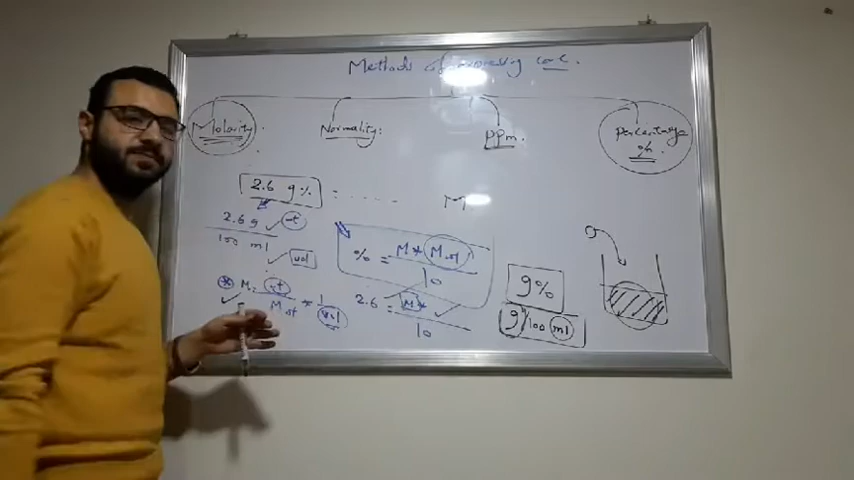 Methods of expressing conc.
Molarity
Normality:
PPm.
percentage
%
2.6 g% = ...... M
2.6 g wt
100 ml vol
% = M * M.wt
10
M = wt * 1
M.wt vol
2.6 = M *
10
g%
g/100 ml